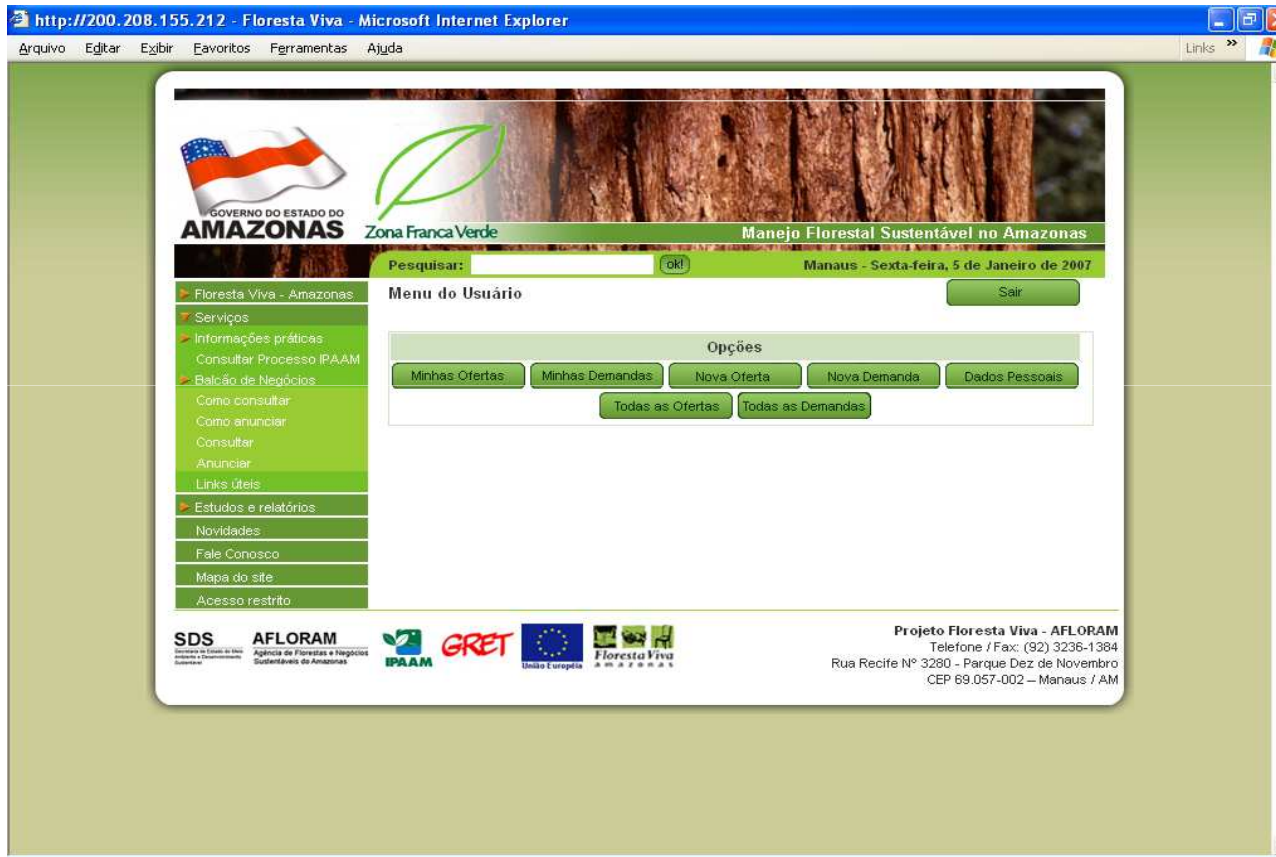 http://200.208.155.212 - Floresta Viva - Microsoft Internet Explorer
Arquivo Editar Exibir Favoritos Ferramentas Ajuda Links »
GOVERNO DO ESTADO DO
AMAZONAS
Zona Franca Verde
Manejo Florestal Sustentável no Amazonas
Pesquisar: ok! Manaus - Sexta-feira, 5 de Janeiro de 2007
Floresta Viva - Amazonas
Serviços
Informações práticas
Consultar Processo IPAAM
Balcão de Negócios
Como consultar
Como anunciar
Consultar
Anunciar
Links úteis
Estudos e relatórios
Novidades
Fale Conosco
Mapa do site
Acesso restrito
Menu do Usuário
Sair
Opções
Minhas Ofertas Minhas Demandas Nova Oferta Nova Demanda Dados Pessoais
Todas as Ofertas Todas as Demandas
SDS
AFLORAM
Agência de Florestas e Negócios
Sustentáveis do Amazonas
IPAAM
GRET
União Européia
Floresta Viva
amazonas
Projeto Floresta Viva - AFLORAM
Telefone / Fax: (92) 3236-1384
Rua Recife Nº 3280 - Parque Dez de Novembro
CEP 69.057-002 – Manaus / AM